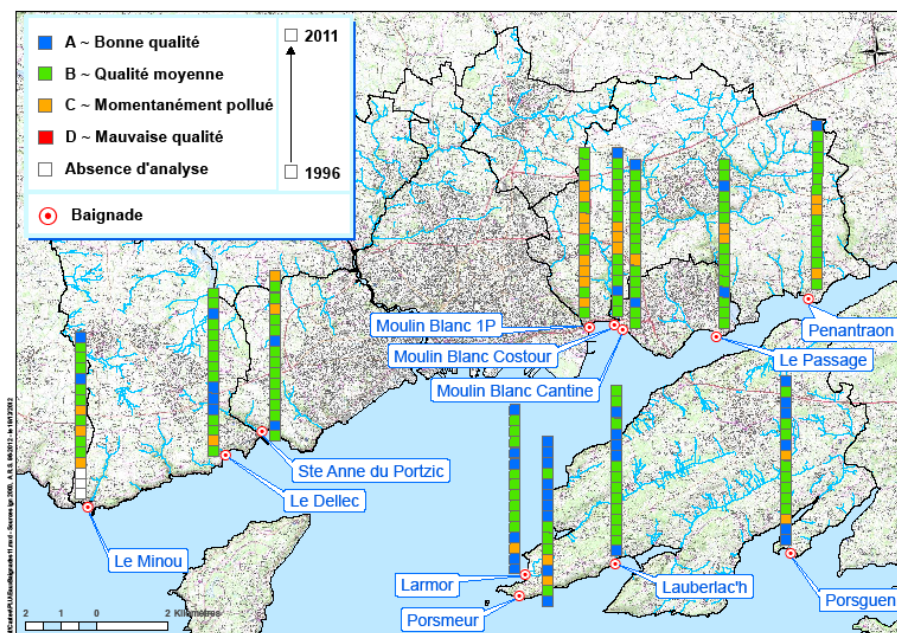 A ~ Bonne qualité
B ~ Qualité moyenne
C ~ Momentanément pollué
D ~ Mauvaise qualité
Absence d'analyse
2011
1996
Baignade
Moulin Blanc 1P
Moulin Blanc Costour
Moulin Blanc Cantine
Penantraon
Le Passage
Ste Anne du Portzic
Le Dellec
Le Minou
Larmor
Porsmeur
Lauberlac'h
Porsguen
2 1 0 2 Kilomètres